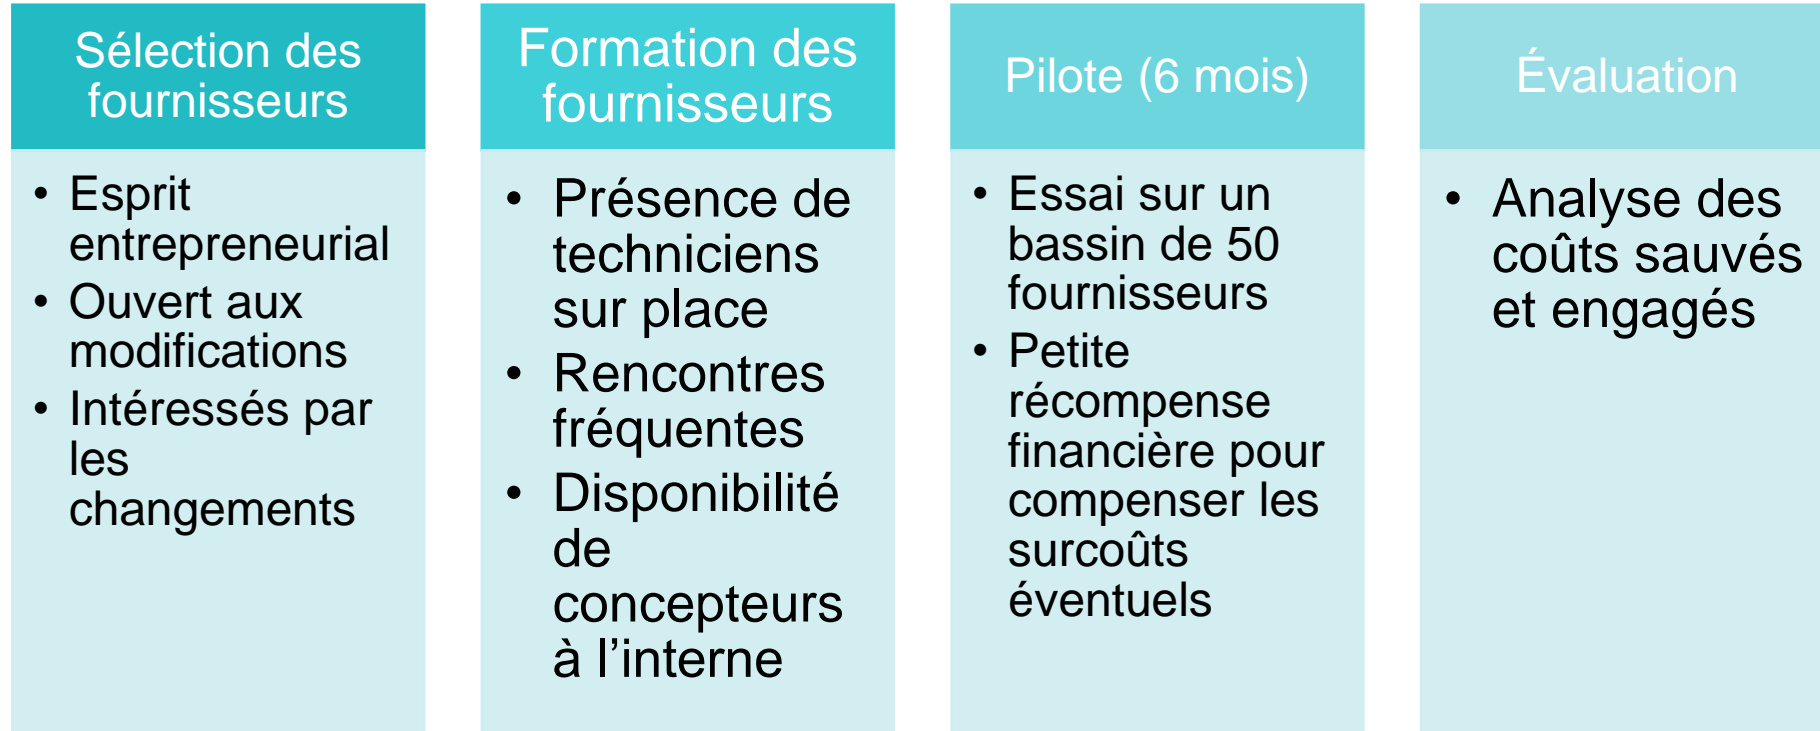 Sélection des
fournisseurs
• Esprit
entrepreneurial
• Ouvert aux
modifications
• Intéressés par
les
changements
Formation des
fournisseurs
• Présence de
techniciens
sur place
• Rencontres
fréquentes
• Disponibilité
de
concepteurs
à l’interne
Pilote (6 mois)
• Essai sur un
bassin de 50
fournisseurs
• Petite
récompense
financière pour
compenser les
surcoûts
éventuels
Évaluation
• Analyse des
coûts sauvés
et engagés